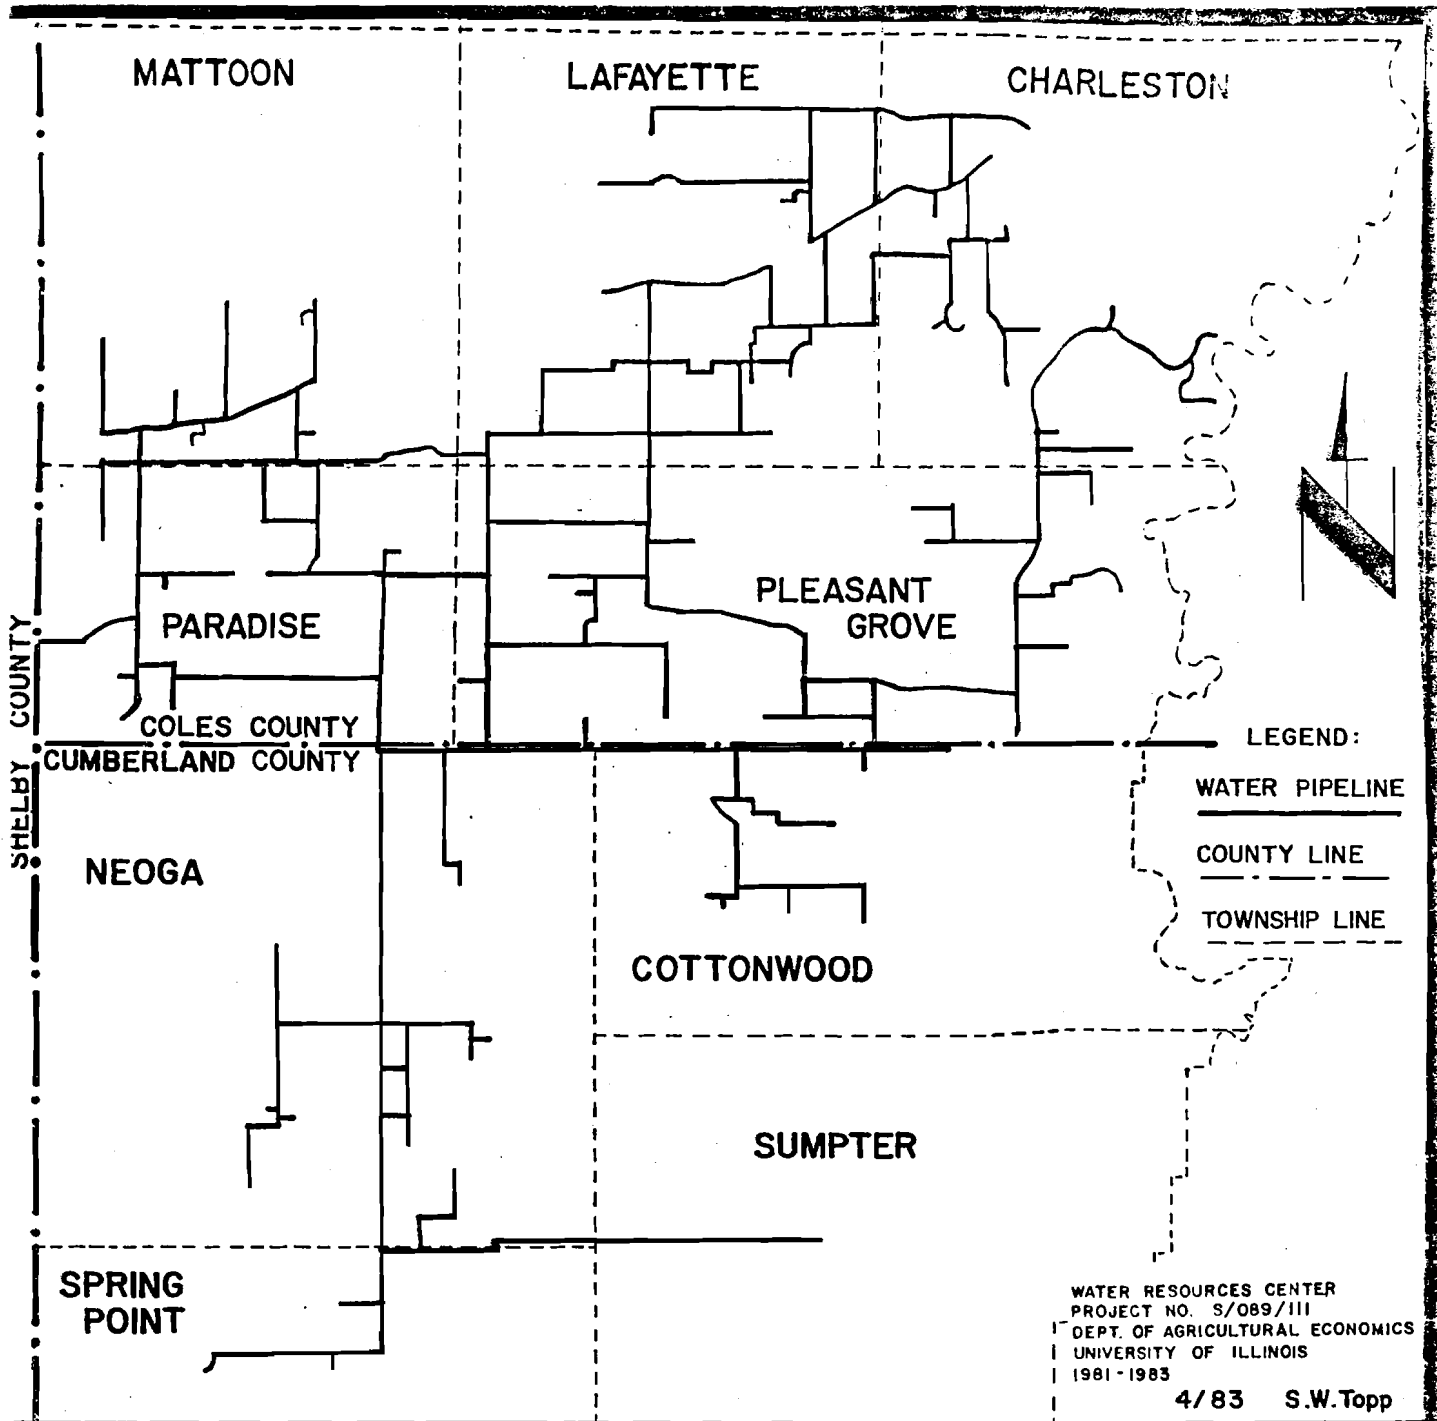 MATTOON
LAFAYETTE
CHARLESTON
PLEASANT
GROVE
PARADISE
SHELBY COUNTY
COLES COUNTY
CUMBERLAND COUNTY
LEGEND:
WATER PIPELINE
COUNTY LINE
TOWNSHIP LINE
NEOGA
COTTONWOOD
SUMPTER
SPRING
POINT
WATER RESOURCES CENTER
PROJECT NO. S/089/111
DEPT. OF AGRICULTURAL ECONOMICS
UNIVERSITY OF ILLINOIS
1981-1983
4/83 S.W.Topp
N